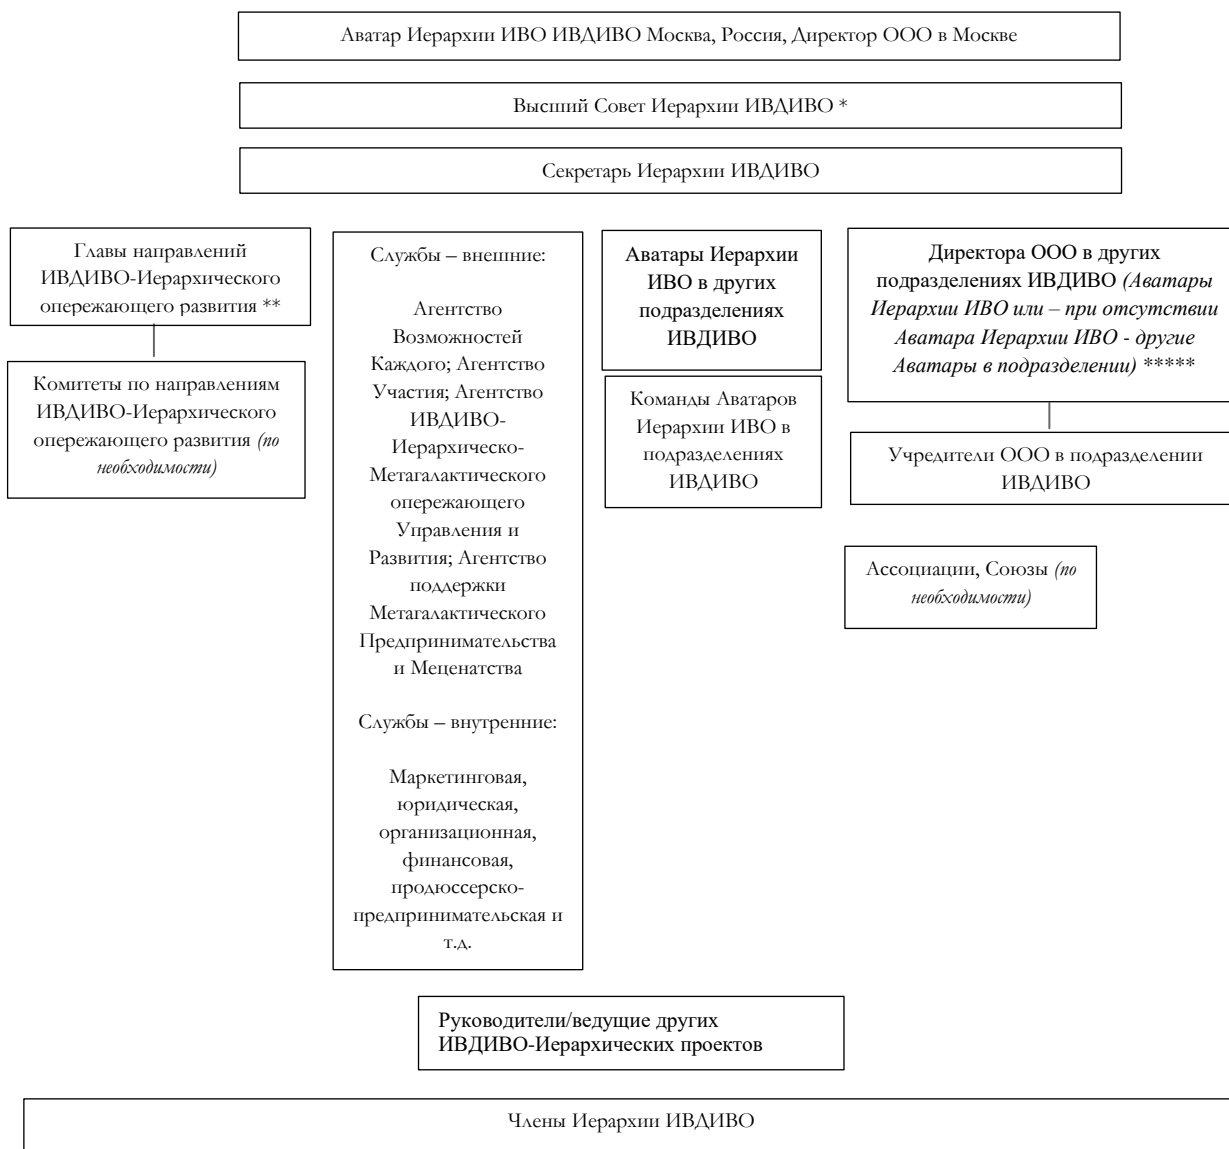 Аватар Иерархии ИВО ИВДИВО Москва, Россия, Директор ООО в Москве
Высший Совет Иерархии ИВДИВО *
Секретарь Иерархии ИВДИВО
Главы направлений
ИВДИВО-Иерархического
опережающего развития **
Комитеты по направлениям
ИВДИВО-Иерархического
опережающего развития (по
необходимости)
Службы – внешние:
Агентство
Возможностей
Каждого; Агентство
Участия; Агентство
ИВДИВО-
Иерархическо-
Метагалактического
опережающего
Управления и
Развития; Агентство
поддержки
Метагалактического
Предпринимательства
и Меценатства
Службы – внутренние:
Маркетинговая,
юридическая,
организационная,
финансовая,
продюссерско-
предпринимательская и
т.д.
Аватары Иерархии
ИВО в других
подразделениях
ИВДИВО
Команды Аватаров
Иерархии ИВО в
подразделениях
ИВДИВО
Директора ООО в других
подразделениях ИВДИВО (Аватары
Иерархии ИВО или – при отсутствии
Аватара Иерархии ИВО - другие
Аватары в подразделении) *****
Учредители ООО в подразделении
ИВДИВО
Ассоциации, Союзы (по
необходимости)
Руководители/ведущие других
ИВДИВО-Иерархических проектов
Члены Иерархии ИВДИВО